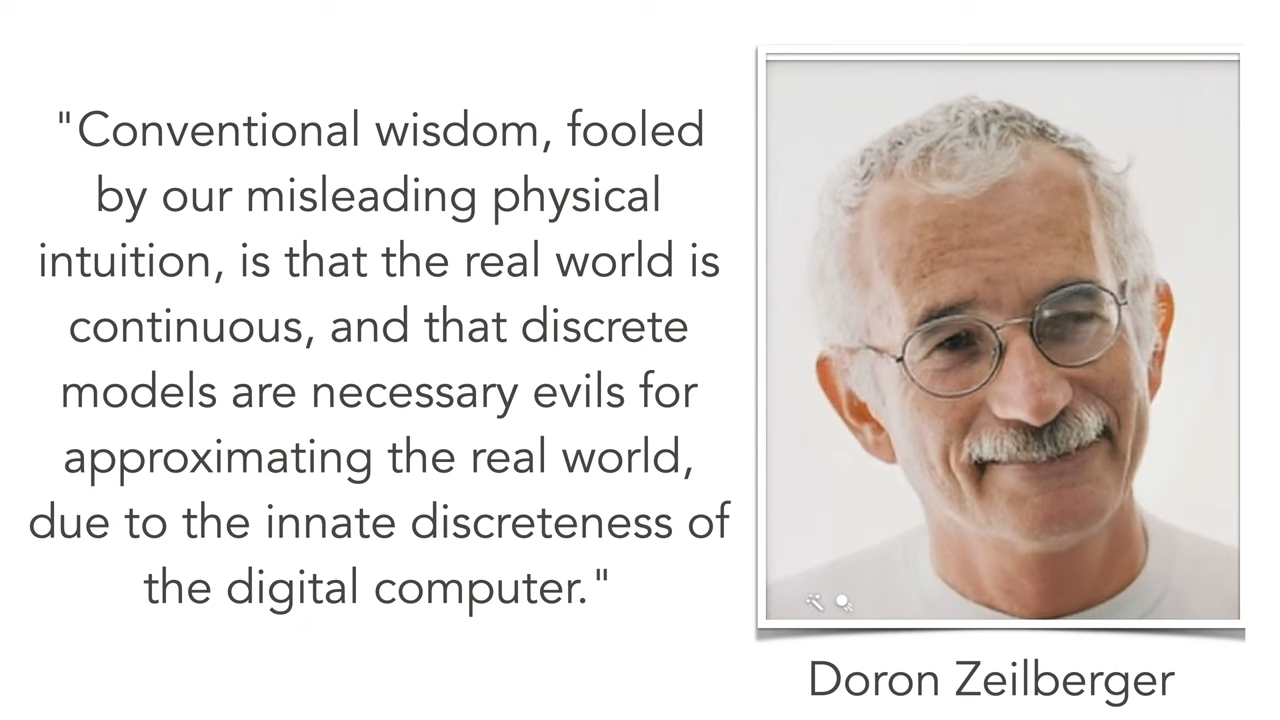 "Conventional wisdom, fooled
by our misleading physical
intuition, is that the real world is
continuous, and that discrete
models are necessary evils for
approximating the real world,
due to the innate discreteness of
the digital computer."
Doron Zeilberger